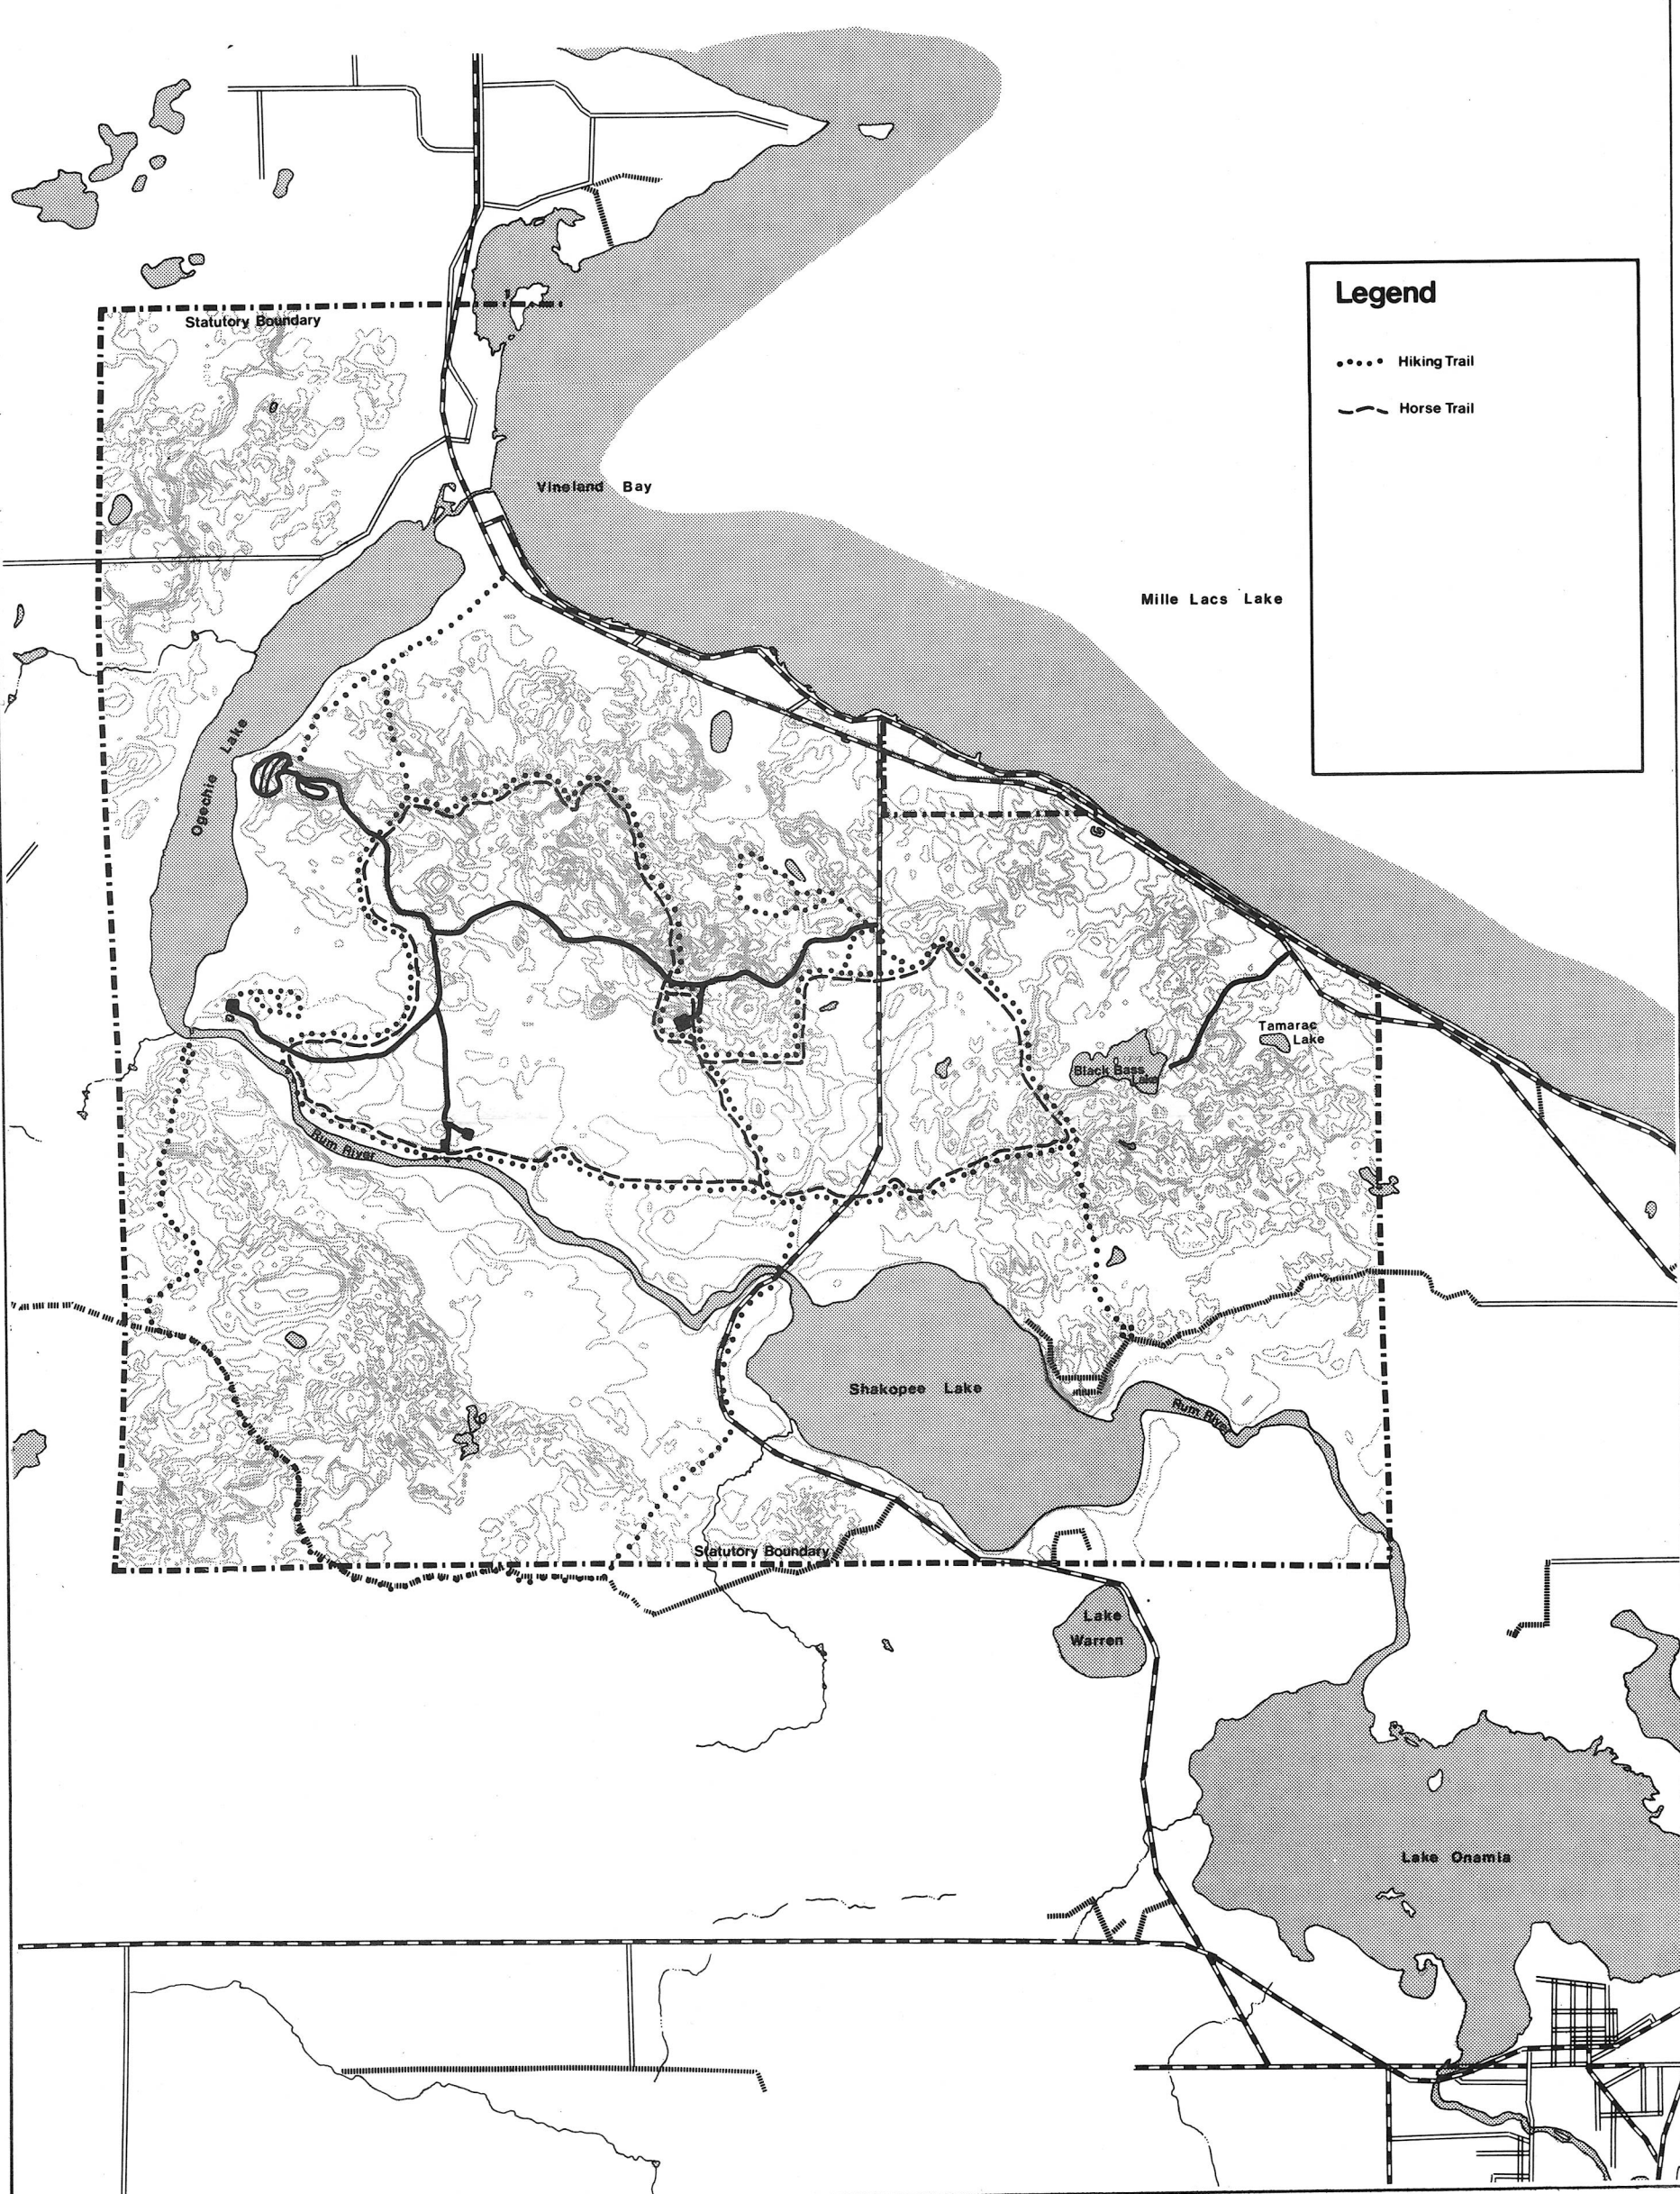 Statutory Boundary
Legend
Hiking Trail
Horse Trail
Vineland Bay
Mille Lacs Lake
Ogechie Lake
Tamarac
Lake
Black Bass
Lake
Rum River
Shakopee Lake
Rum River
Statutory Boundary
Lake
Warren
Lake Onamia